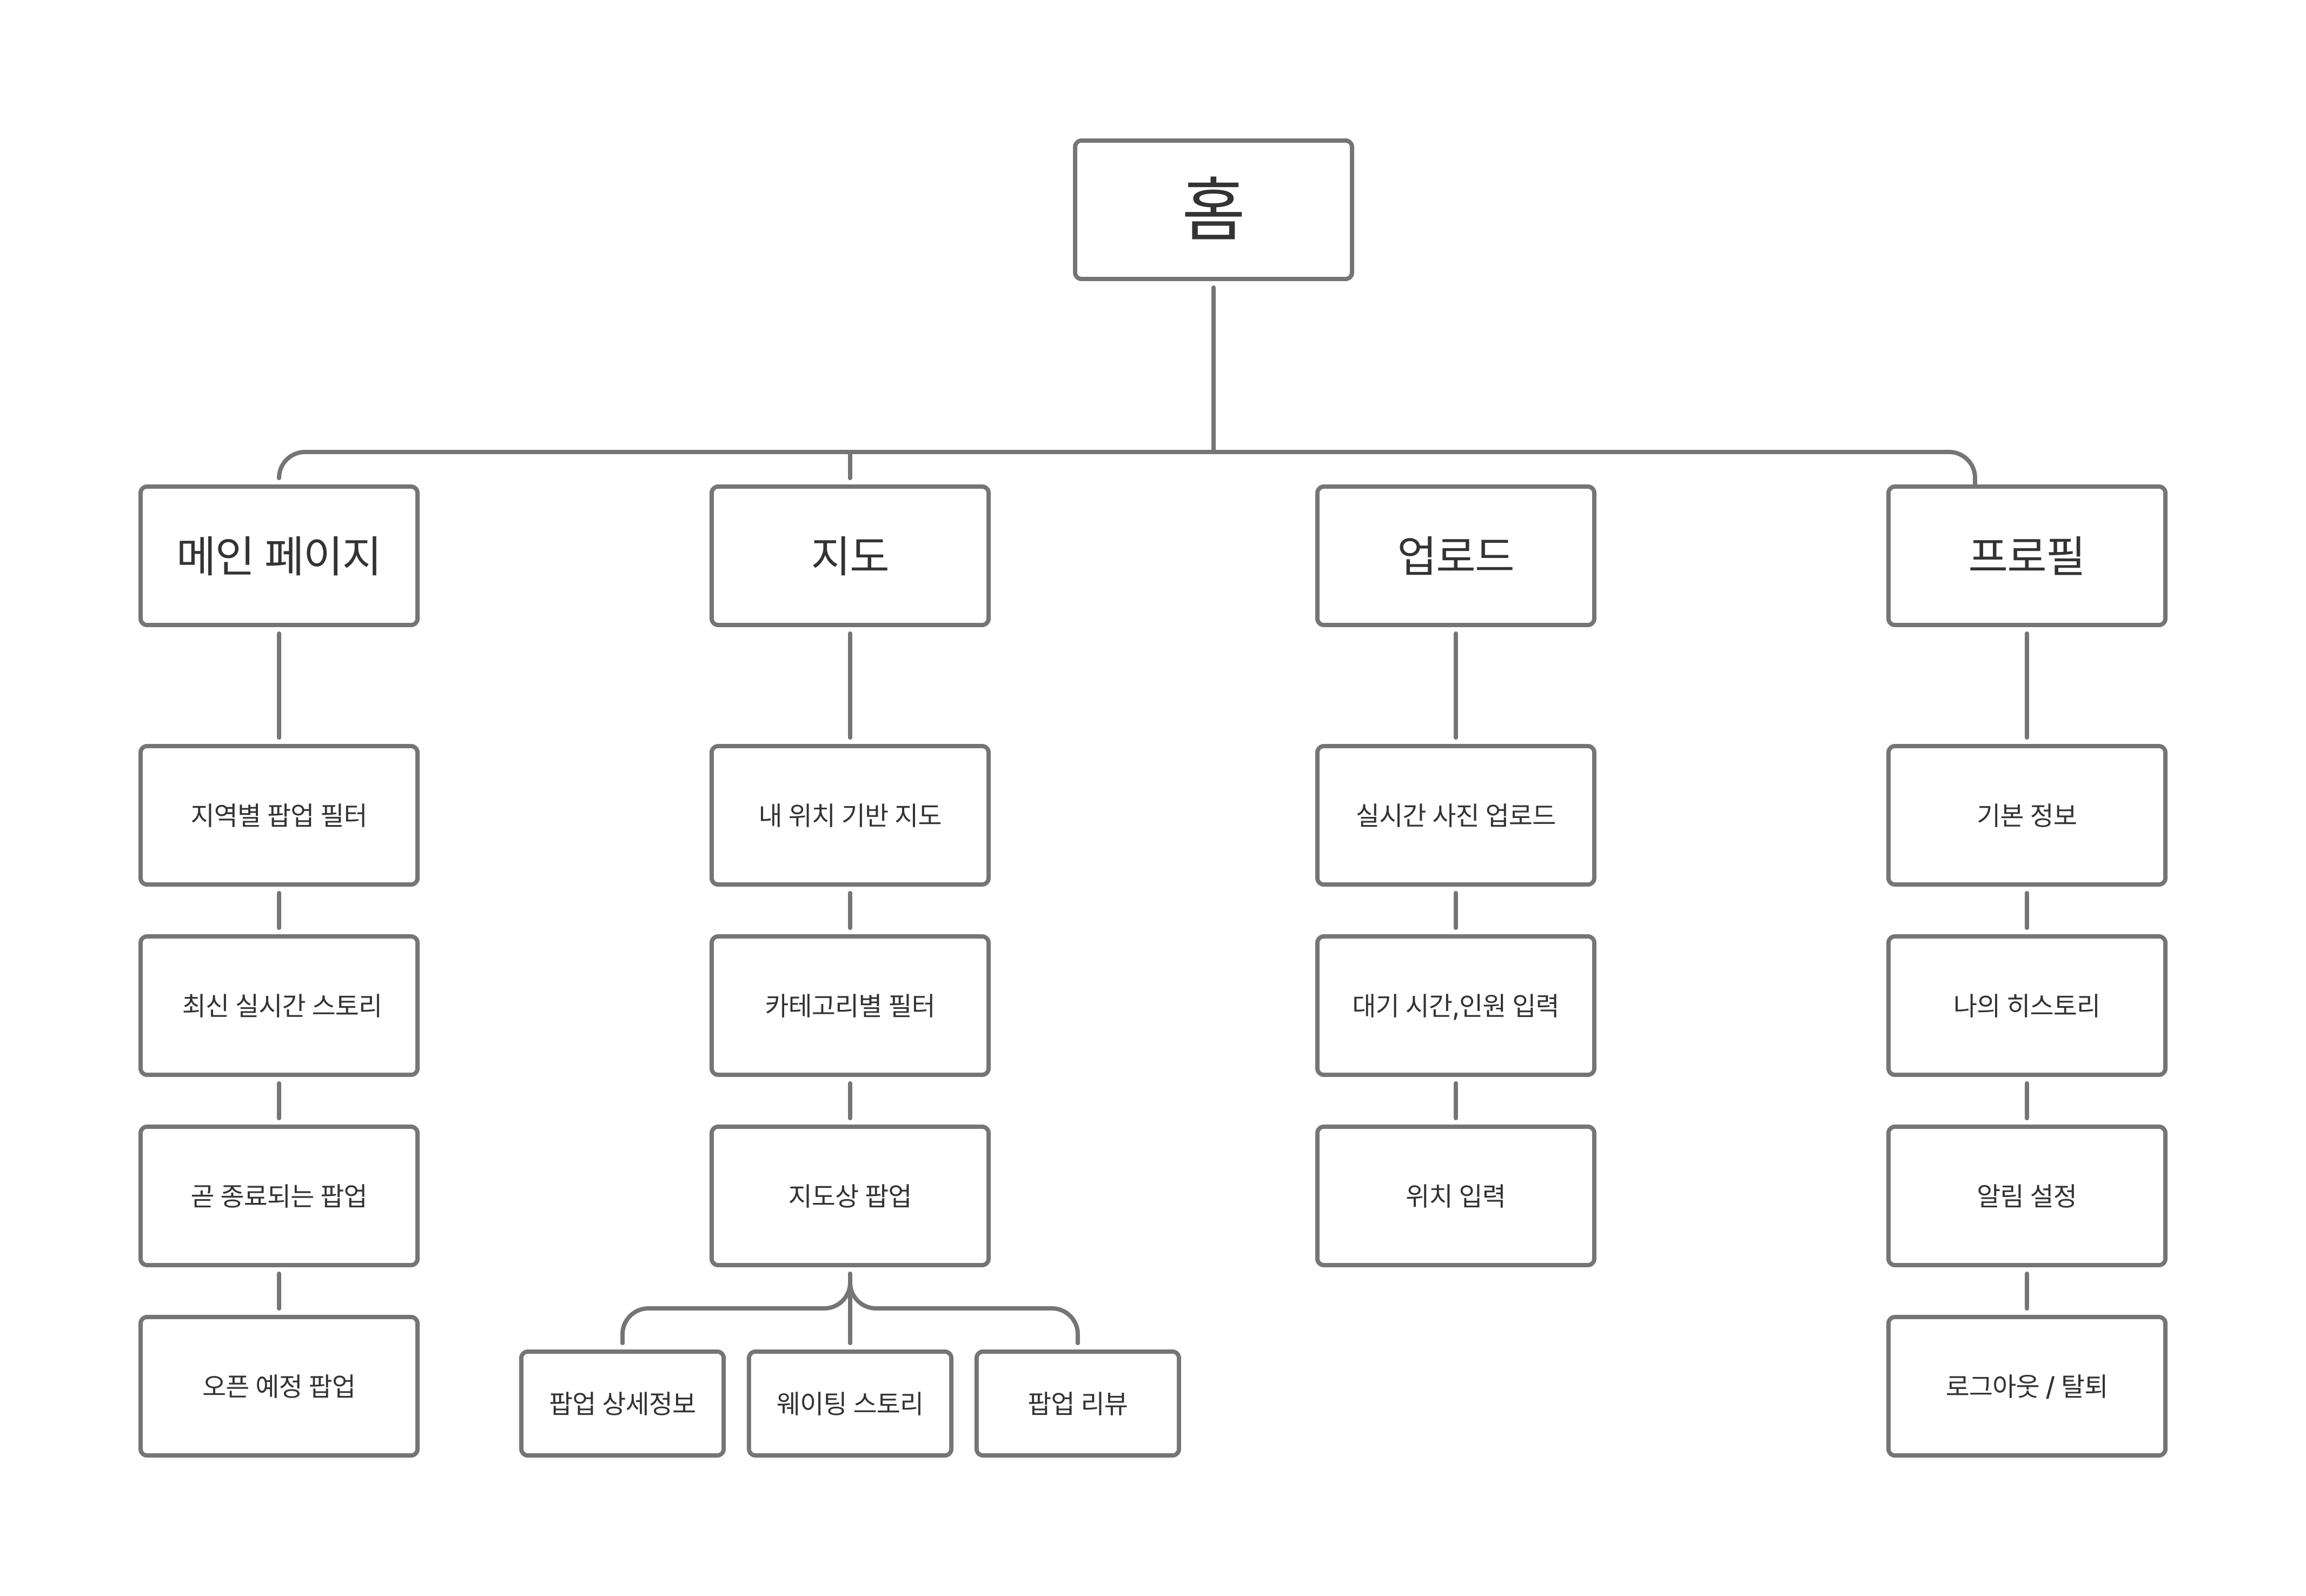 홈
메인 페이지
지도
업로드
프로필
지역별 팝업 필터
내 위치 기반 지도
실시간 사진 업로드
기본 정보
최신 실시간 스토리
카테고리별 필터
대기 시간,인원 입력
나의 히스토리
곧 종료되는 팝업
지도상 팝업
위치 입력
알림 설정
오픈 예정 팝업
팝업 상세정보
웨이팅 스토리
팝업 리뷰
로그아웃 / 탈퇴